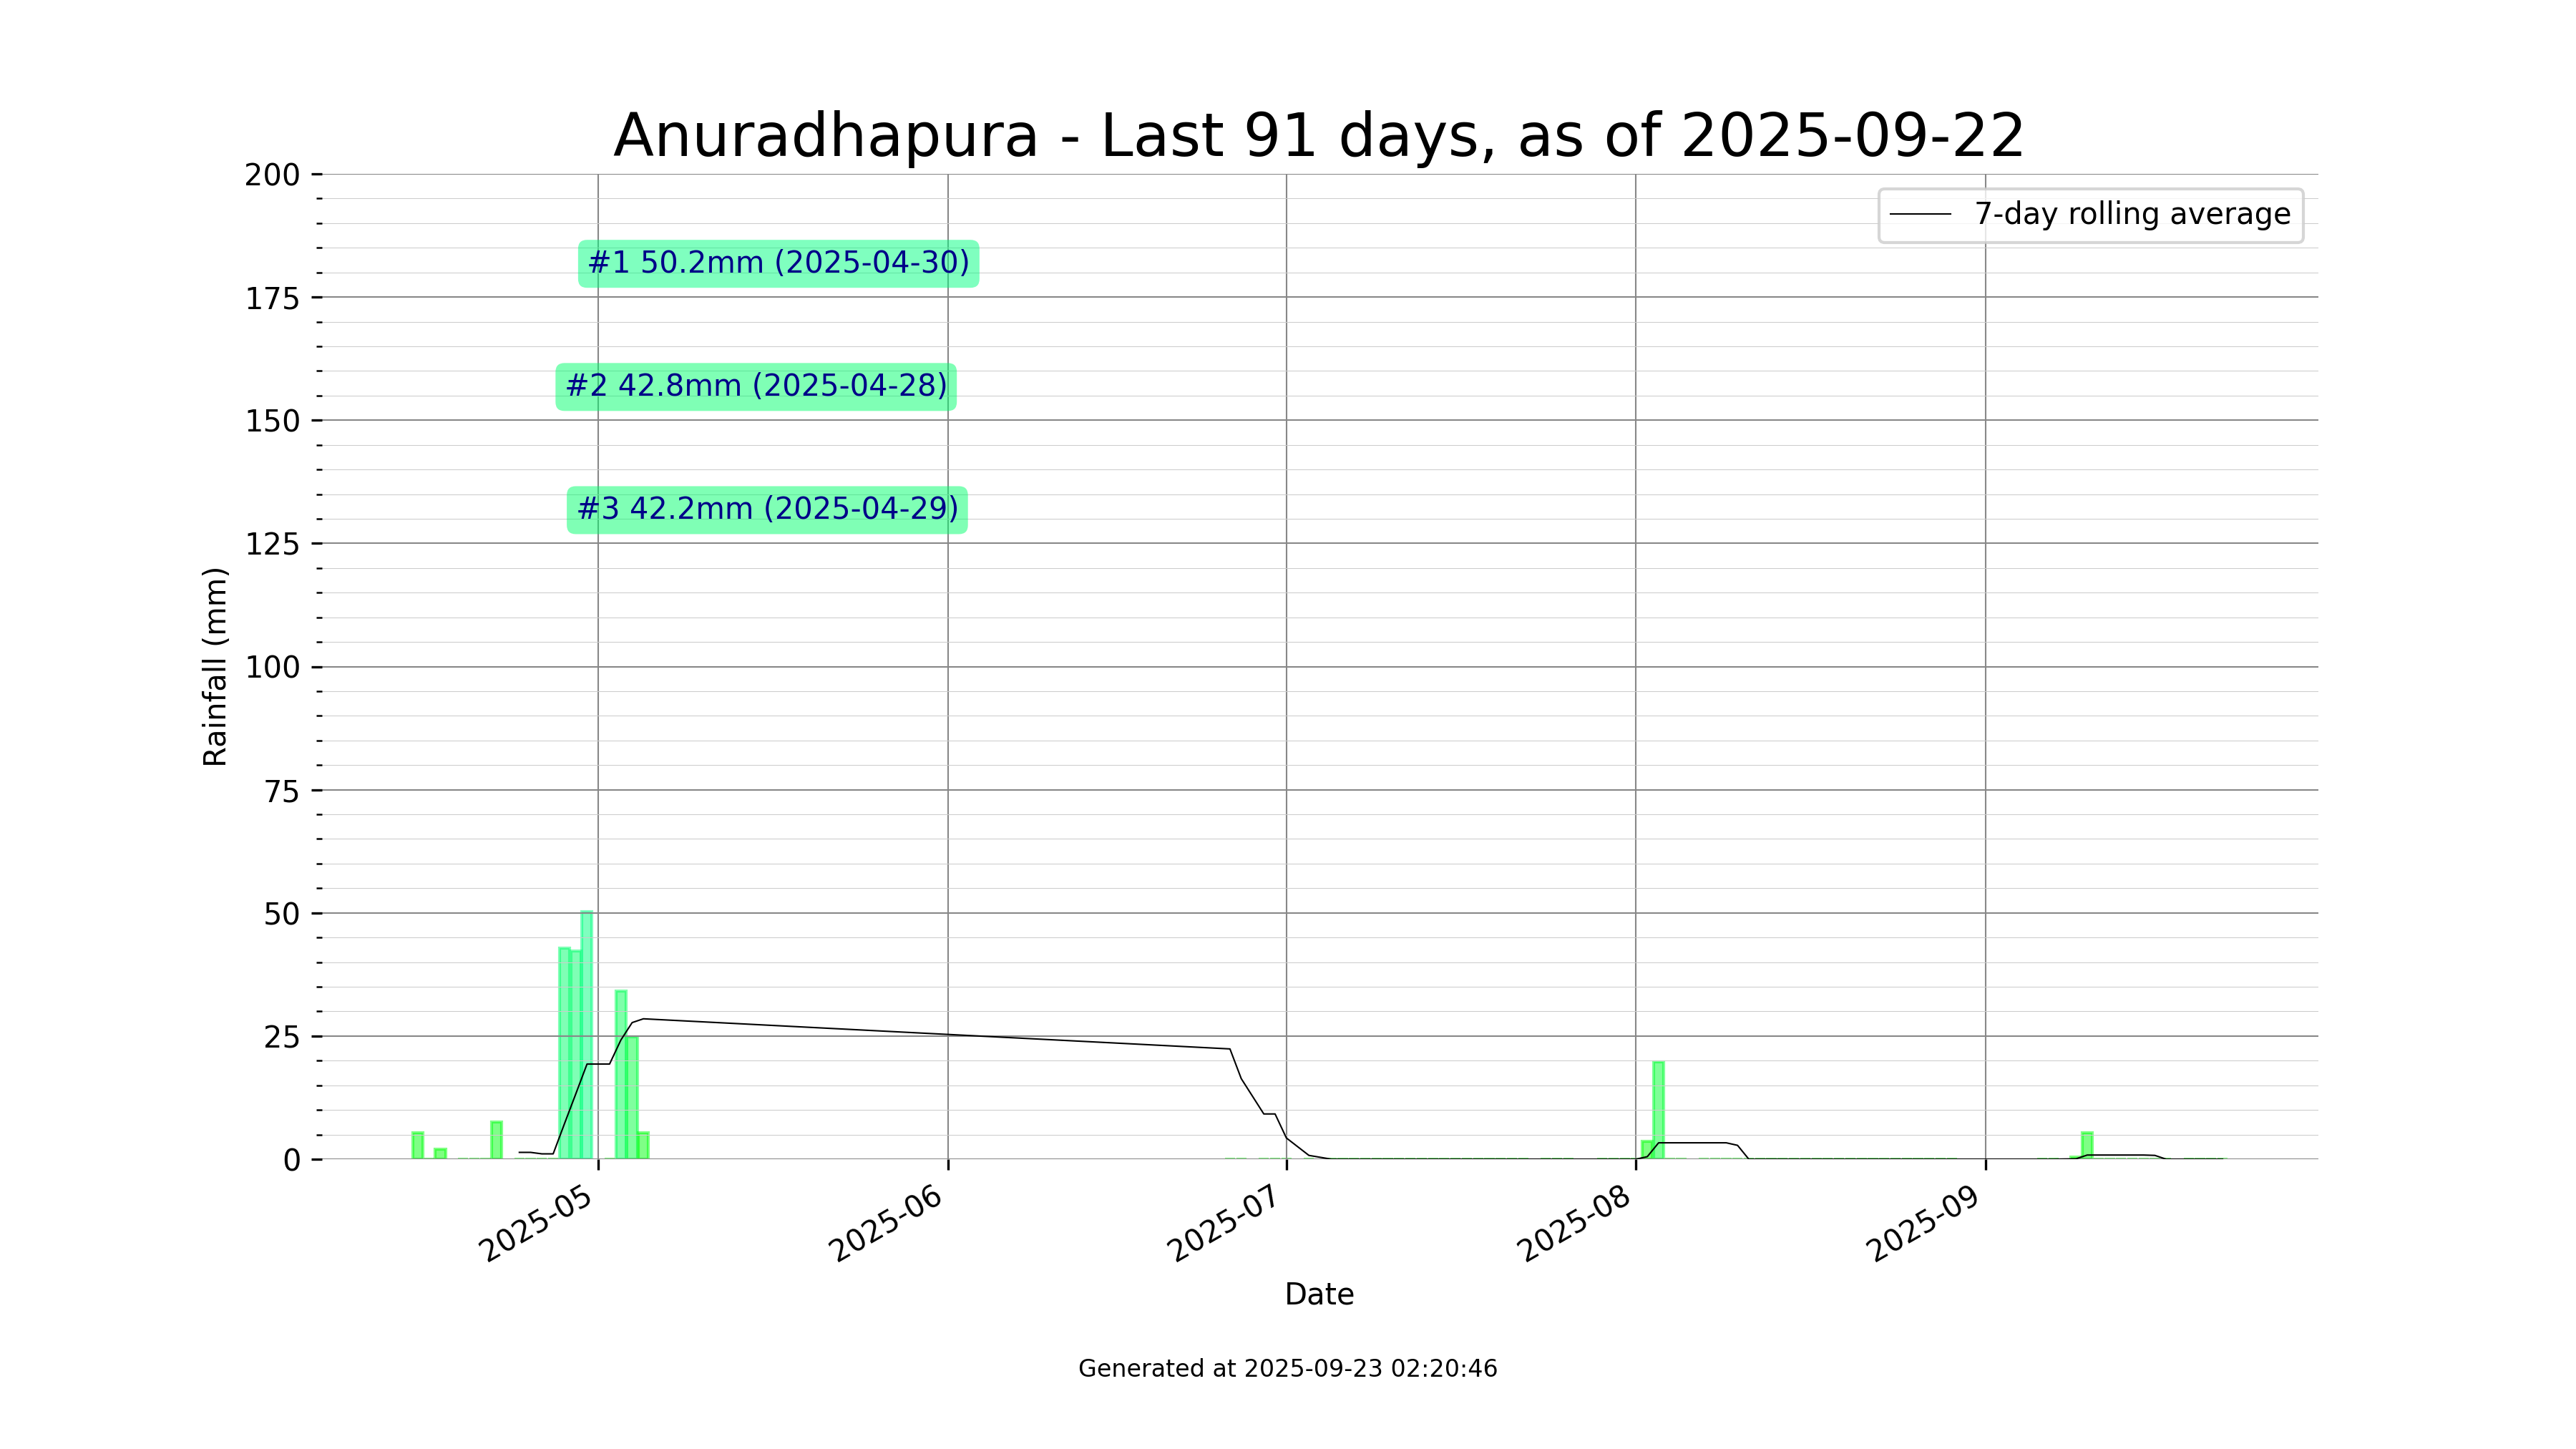 Anuradhapura - Last 91 days, as of 2025-09-22
7-day rolling average
#1 50.2mm (2025-04-30)
#2 42.8mm (2025-04-28)
#3 42.2mm (2025-04-29)
Rainfall (mm)
200
175
150
125
100
75
50
25
0
2025-05
2025-06
2025-07
2025-08
2025-09
Date
Generated at 2025-09-23 02:20:46